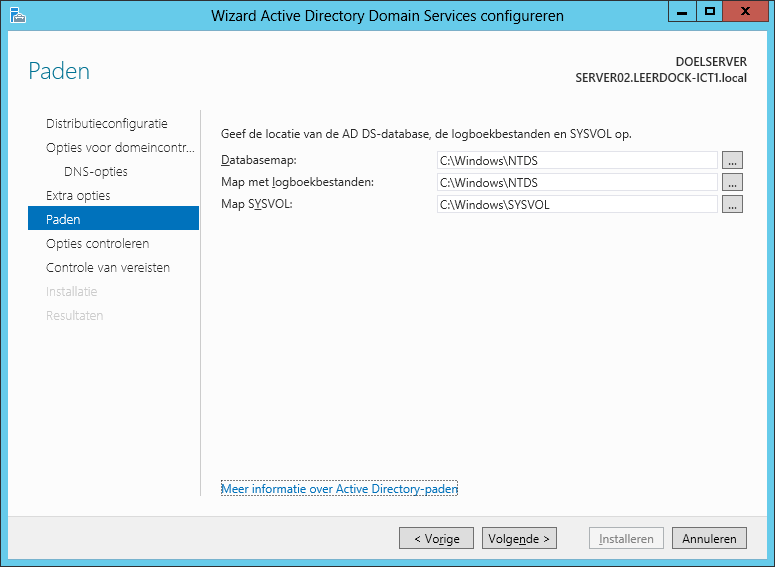 Wizard Active Directory Domain Services configureren
Paden
DOELSERVER
SERVER02.LEERDOCK-ICT1.local
Distributieconfiguratie
Opties voor domeincontr...
DNS-opties
Extra opties
Paden
Opties controleren
Controle van vereisten
Installatie
Resultaten
Geef de locatie van de AD DS-database, de logboekbestanden en SYSVOL op.
Databasemap: C:\Windows\NTDS ...
Map met logboekbestanden: C:\Windows\NTDS ...
Map SYSVOL: C:\Windows\SYSVOL ...
Meer informatie over Active Directory-paden
< Vorige Volgende > Installeren Annuleren